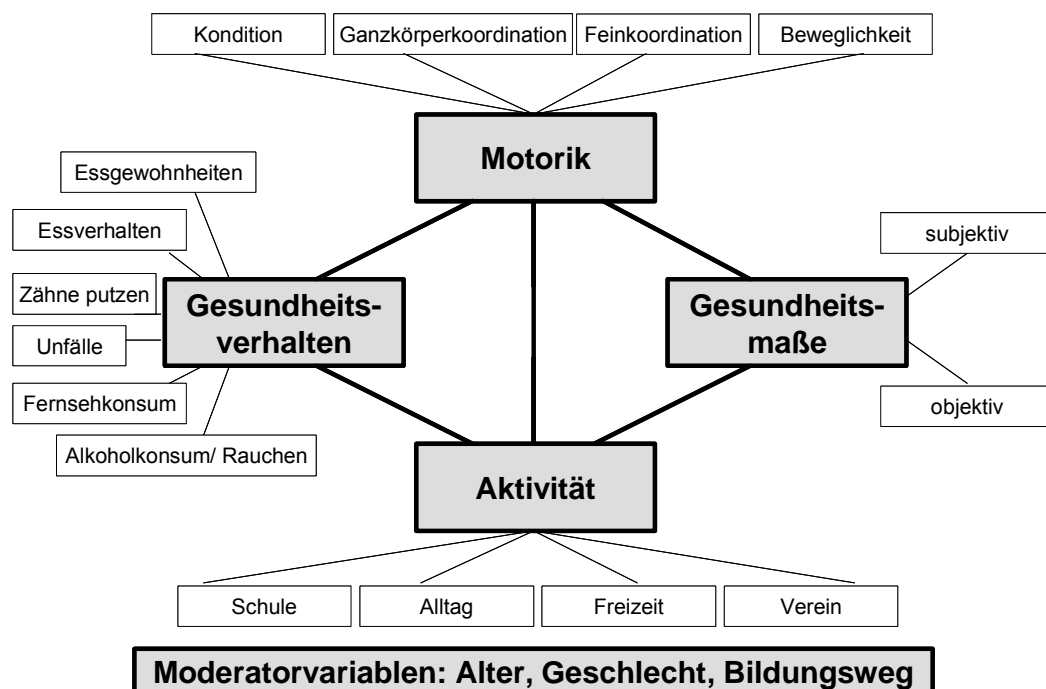 Kondition
Ganzkörperkoordination
Feinkoordination
Beweglichkeit
Motorik
Essgewohnheiten
Essverhalten
Zähne putzen
Unfälle
Fernsehkonsum
Alkoholkonsum/ Rauchen
Gesundheits-
verhalten
Gesundheits-
maße
subjektiv
objektiv
Aktivität
Schule
Alltag
Freizeit
Verein
Moderatorvariablen: Alter, Geschlecht, Bildungsweg